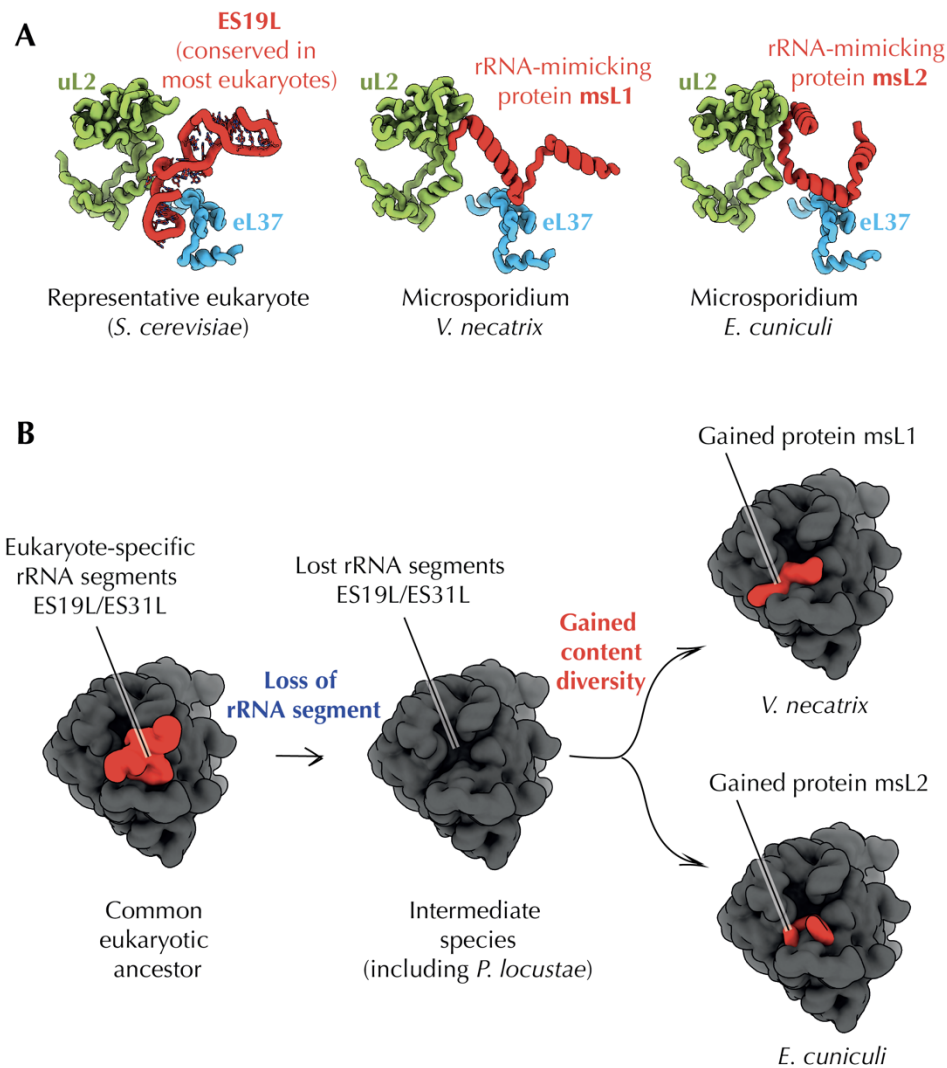 A
ES19L
(conserved in
most eukaryotes)
uL2
eL37
Representative eukaryote
(S. cerevisiae)
rRNA-mimicking
protein msL1
uL2
eL37
Microsporidium
V. necatrix
rRNA-mimicking
protein msL2
uL2
eL37
Microsporidium
E. cuniculi
B
Eukaryote-specific
rRNA segments
ES19L/ES31L
Common
eukaryotic
ancestor
Loss of
rRNA segment
Lost rRNA segments
ES19L/ES31L
Intermediate
species
(including P. locustae)
Gained
content
diversity
Gained protein msL1
V. necatrix
Gained protein msL2
E. cuniculi